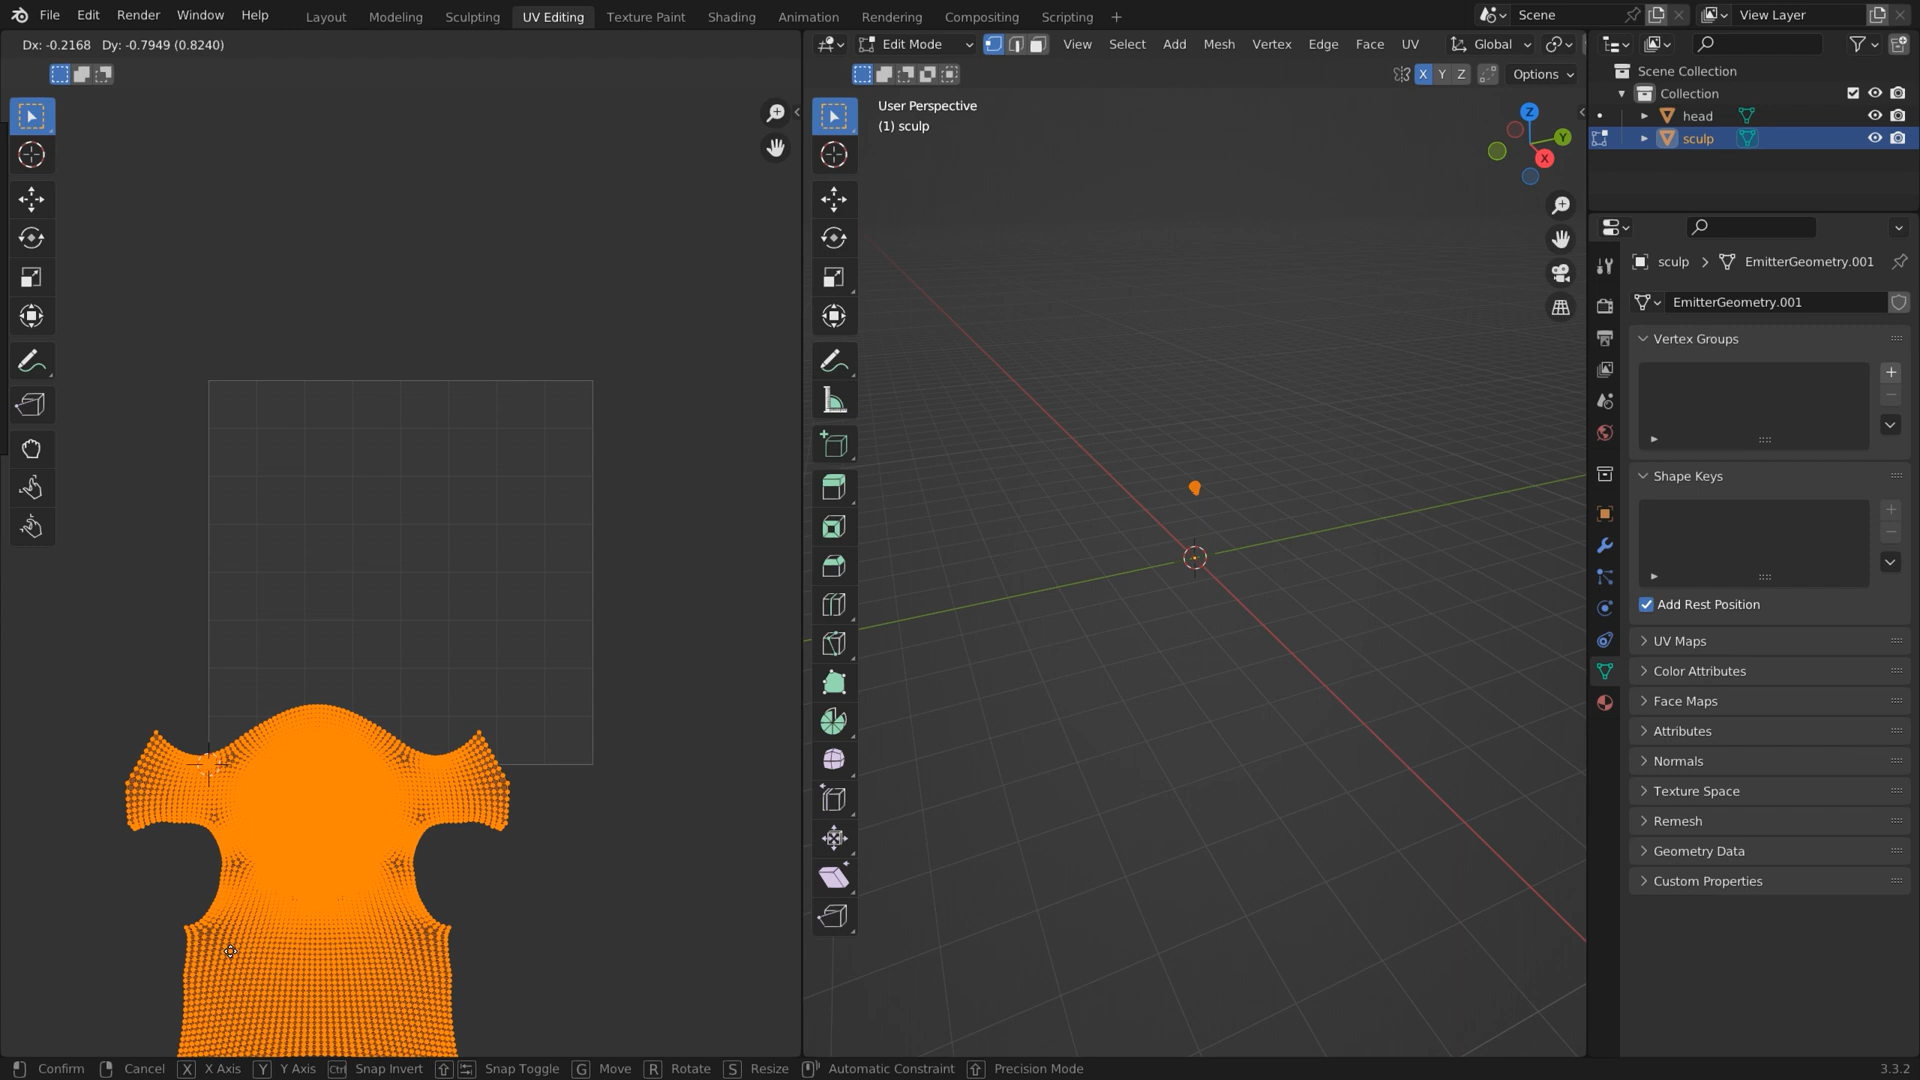 File Edit Render Window Help Layout Modeling Sculpting UV Editing Texture Paint Shading Animation Rendering Compositing Scripting + Scene View Layer
Dx: -0.2168 Dy: -0.7949 (0.8240)
Edit Mode View Select Add Mesh Vertex Edge Face UV Global
X Y Z Options
User Perspective
(1) sculp
Z
Y
X
Scene Collection
Collection
head
sculp
sculp > EmitterGeometry.001
EmitterGeometry.001
Vertex Groups
Shape Keys
Add Rest Position
UV Maps
Color Attributes
Face Maps
Attributes
Normals
Texture Space
Remesh
Geometry Data
Custom Properties
Confirm Cancel X X Axis Y Y Axis Ctrl Snap Invert Snap Toggle G Move R Rotate S Resize Automatic Constraint Precision Mode 3.3.2